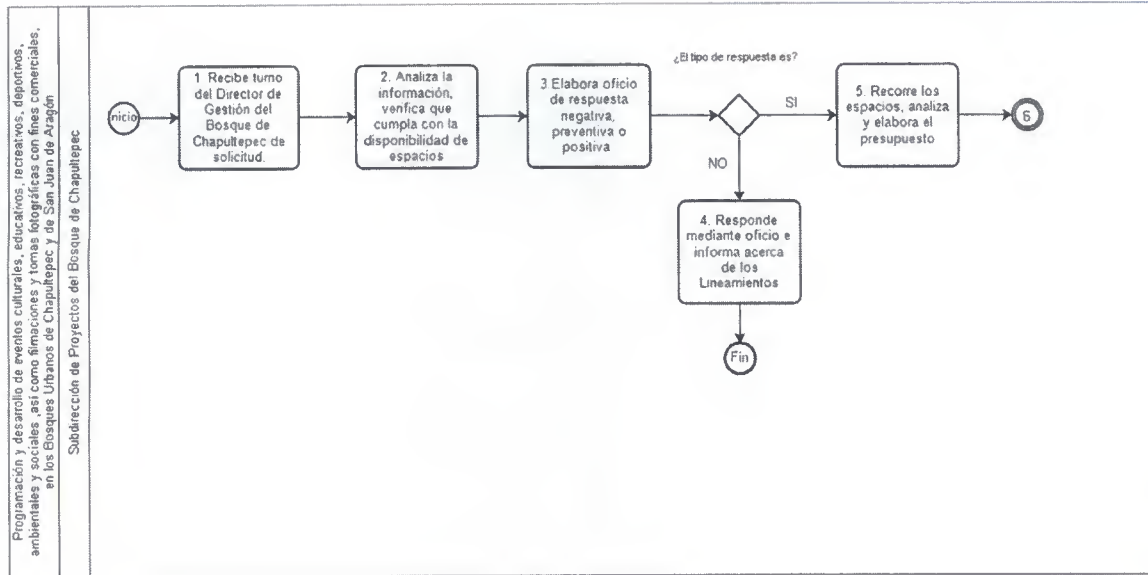 Programación y desarrollo de eventos culturales, educativos, recreativos, deportivos,
ambientales y sociales ,así como filmaciones y tomas fotográficas con fines comerciales,
en los Bosques Urbanos de Chapultepec y de San Juan de Aragón
Subdirección de Proyectos del Bosque de Chapultepec
Inicio
1 Recibe turno
del Director de
Gestión del
Bosque de
Chapultepec de
solicitud.
2. Analiza la
información,
verifica que
cumpla con la
disponibilidad de
espacios
3 Elabora oficio
de respuesta
negativa,
preventiva o
positiva
¿El tipo de respuesta es?
SI
5. Recorre los
espacios, analiza
y elabora el
presupuesto
6
NO
4. Responde
mediante oficio e
informa acerca
de los
Lineamientos
Fin